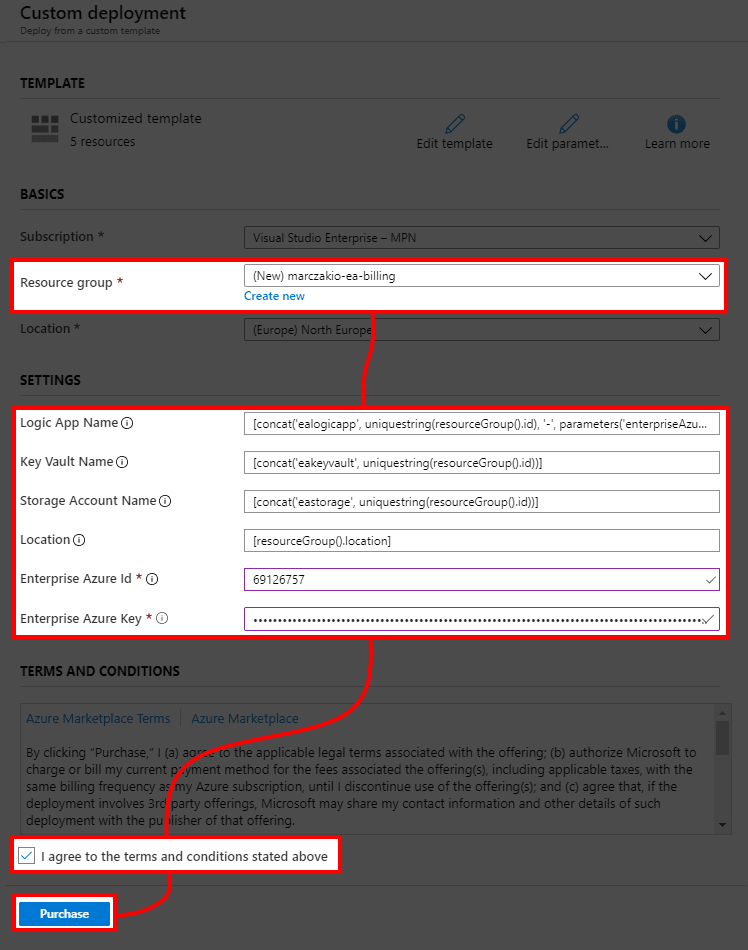 Custom deployment
Deploy from a custom template
TEMPLATE
Customized template
5 resources
Edit template
Edit paramet...
Learn more
BASICS
Subscription *
Visual Studio Enterprise – MPN
Resource group *
(New) marczakio-ea-billing
Create new
Location *
(Europe) North Europe
SETTINGS
Logic App Name
[concat('ealogicapp', uniquestring(resourceGroup().id), '-', parameters('enterpriseAzu...
Key Vault Name
[concat('eakeyvault', uniquestring(resourceGroup().id))]
Storage Account Name
[concat('eastorage', uniquestring(resourceGroup().id))]
Location
[resourceGroup().location]
Enterprise Azure Id *
69126757
Enterprise Azure Key *
TERMS AND CONDITIONS
Azure Marketplace Terms | Azure Marketplace
By clicking "Purchase," I (a) agree to the applicable legal terms associated with the offering; (b) authorize Microsoft to
charge or bill my current payment method for the fees associated the offering(s), including applicable taxes, with the
same billing frequency as my Azure subscription, until I discontinue use of the offering(s); and (c) agree that, if the
deployment involves 3rd party offerings, Microsoft may share my contact information and other details of such
deployment with the publisher of that offering.
I agree to the terms and conditions stated above
Purchase